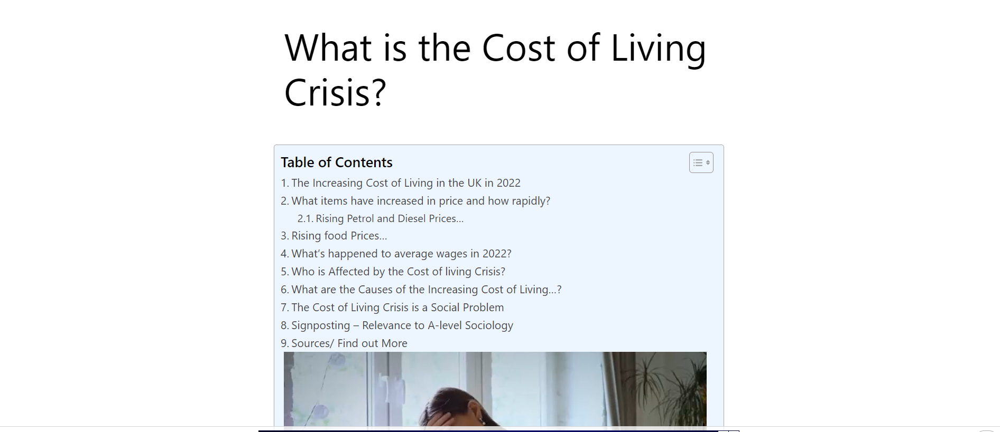 What is the Cost of Living
Crisis?
Table of Contents
1. The Increasing Cost of Living in the UK in 2022
2. What items have increased in price and how rapidly?
2.1. Rising Petrol and Diesel Prices…
3. Rising food Prices…
4. What’s happened to average wages in 2022?
5. Who is Affected by the Cost of living Crisis?
6. What are the Causes of the Increasing Cost of Living…?
7. The Cost of Living Crisis is a Social Problem
8. Signposting – Relevance to A-level Sociology
9. Sources/ Find out More